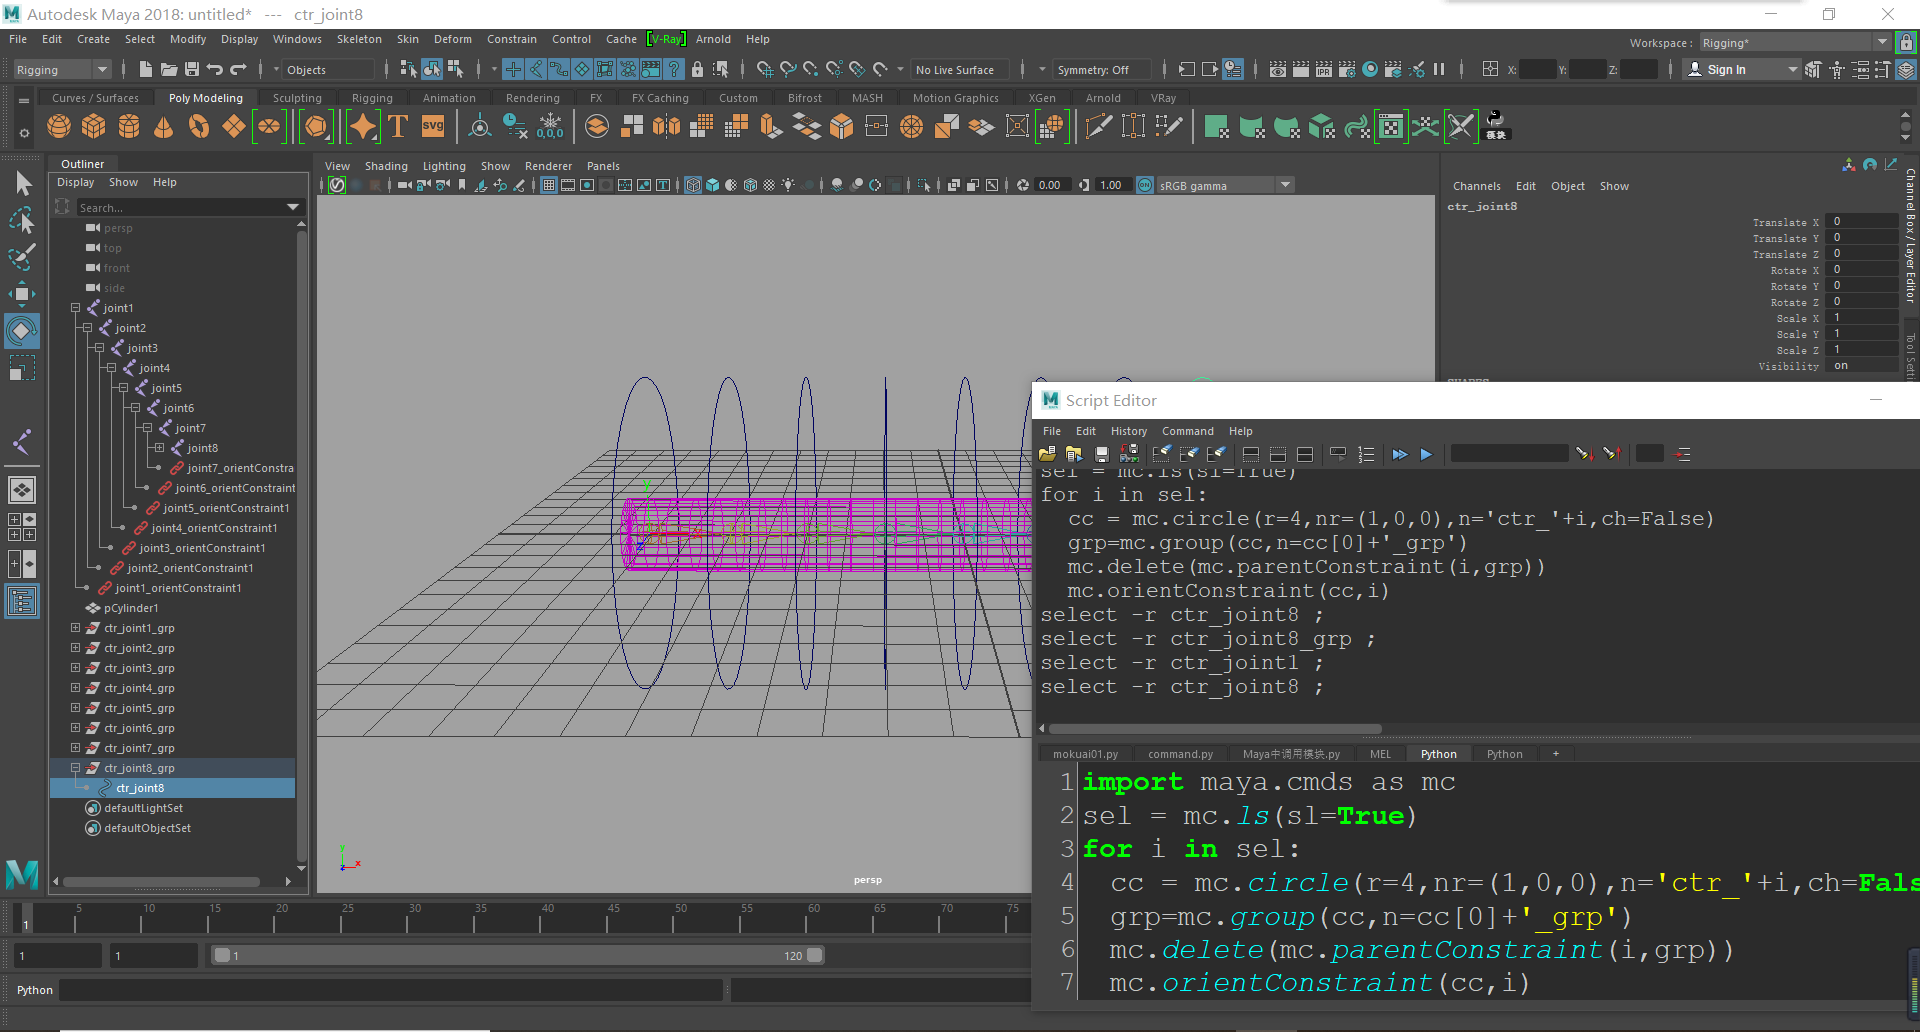 Autodesk Maya 2018: untitled*   ---   ctr_joint8
File Edit Create Select Modify Display Windows Skeleton Skin Deform Constrain Control Cache [V-Ray] Arnold Help
Workspace : Rigging*
Rigging Objects No Live Surface Symmetry: Off X: Y: Z: Sign In
Curves / Surfaces Poly Modeling Sculpting Rigging Animation Rendering FX FX Caching Custom Bifrost MASH Motion Graphics XGen Arnold VRay
T SVG 0,0,0 模块
Outliner
Display Show Help
Search...
persp
top
front
side
joint1
joint2
joint3
joint4
joint5
joint6
joint7
joint8
joint7_orientConstra
joint6_orientConstraint
joint5_orientConstraint1
joint4_orientConstraint1
joint3_orientConstraint1
joint2_orientConstraint1
joint1_orientConstraint1
pCylinder1
ctr_joint1_grp
ctr_joint2_grp
ctr_joint3_grp
ctr_joint4_grp
ctr_joint5_grp
ctr_joint6_grp
ctr_joint7_grp
ctr_joint8_grp
ctr_joint8
defaultLightSet
defaultObjectSet
View Shading Lighting Show Renderer Panels
0.00 1.00 sRGB gamma
persp
Channels Edit Object Show
ctr_joint8
Translate X 0
Translate Y 0
Translate Z 0
Rotate X 0
Rotate Y 0
Rotate Z 0
Scale X 1
Scale Y 1
Scale Z 1
Visibility on
Channel Box / Layer Editor
Script Editor
File Edit History Command Help
sel = mc.ls(sl=True)
for i in sel:
cc = mc.circle(r=4,nr=(1,0,0),n='ctr_'+i,ch=False)
grp=mc.group(cc,n=cc[0]+'_grp')
mc.delete(mc.parentConstraint(i,grp))
mc.orientConstraint(cc,i)
select -r ctr_joint8 ;
select -r ctr_joint8_grp ;
select -r ctr_joint1 ;
select -r ctr_joint8 ;
mokuai01.py command.py Maya中调用模块.py MEL Python Python +
1 import maya.cmds as mc
2 sel = mc.ls(sl=True)
3 for i in sel:
4 cc = mc.circle(r=4,nr=(1,0,0),n='ctr_'+i,ch=Fals
5 grp=mc.group(cc,n=cc[0]+'_grp')
6 mc.delete(mc.parentConstraint(i,grp))
7 mc.orientConstraint(cc,i)
1 5 10 15 20 25 30 35 40 45 50 55 60 65 70 75
1 1 1 120
Python